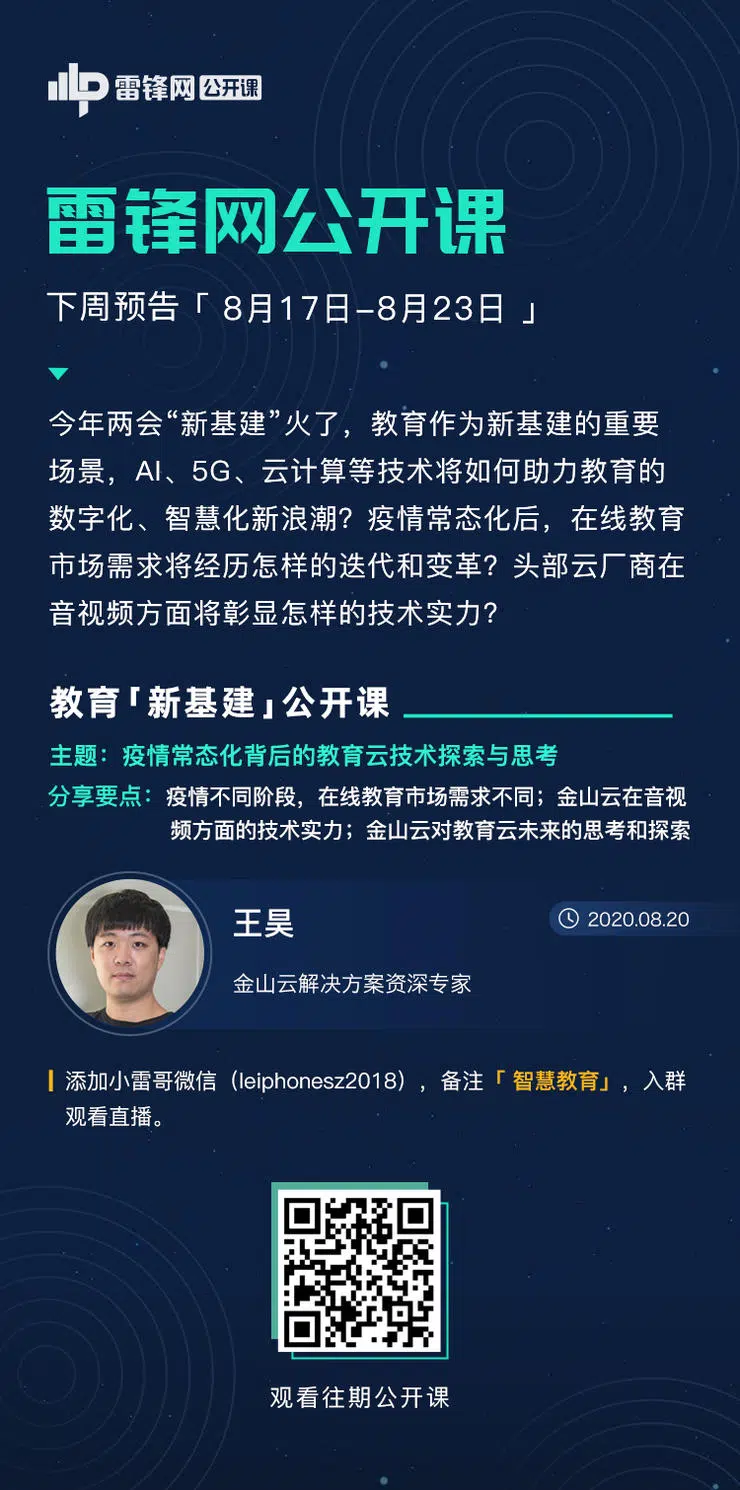 雷锋网公开课
雷锋网公开课
下周预告「 8月17日-8月23日 」
今年两会“新基建”火了，教育作为新基建的重要
场景，AI、5G、云计算等技术将如何助力教育的
数字化、智慧化新浪潮？疫情常态化后，在线教育
市场需求将经历怎样的迭代和变革？头部云厂商在
音视频方面将彰显怎样的技术实力？
教育「新基建」公开课
主题：疫情常态化背后的教育云技术探索与思考
分享要点：疫情不同阶段，在线教育市场需求不同；金山云在音视
频方面的技术实力；金山云对教育云未来的思考和探索
王昊
2020.08.20
金山云解决方案资深专家
添加小雷哥微信（leiphonesz2018），备注「 智慧教育」，入群
观看直播。
观看往期公开课